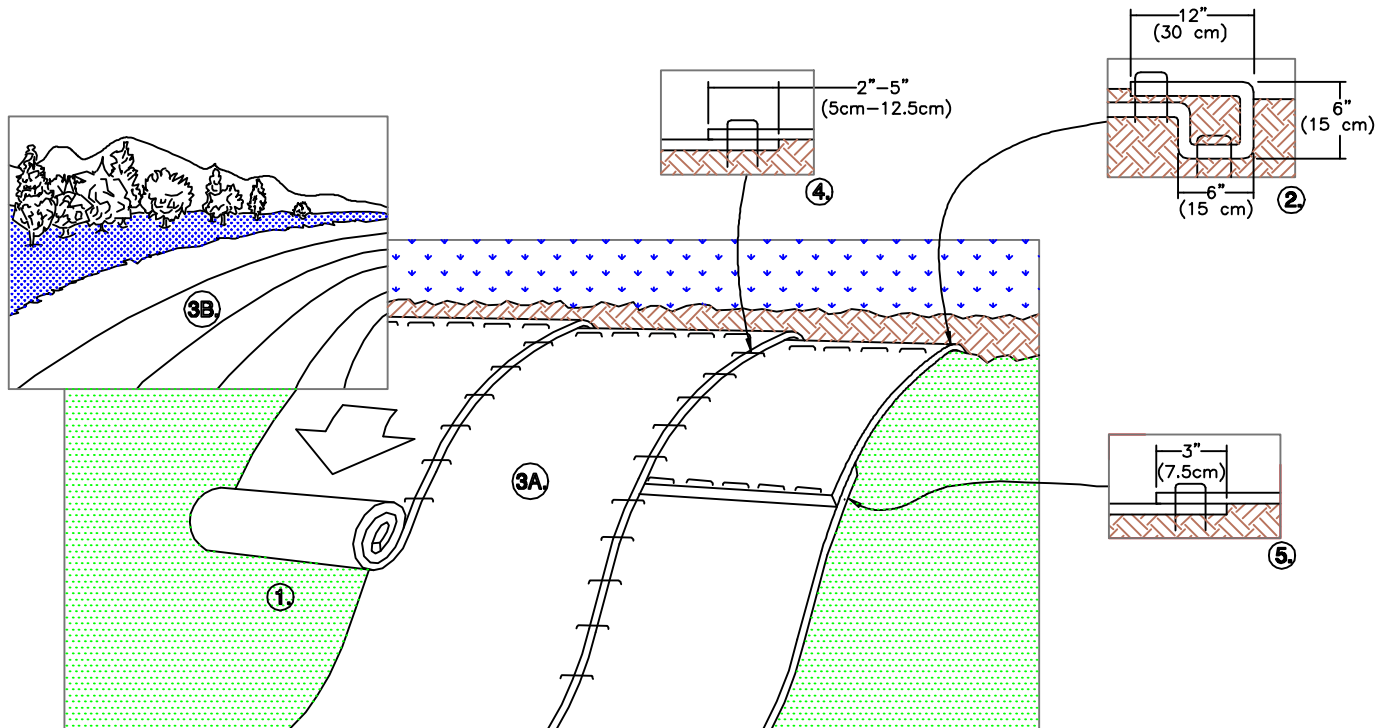 12"
(30 cm)
2"-5"
(5cm-12.5cm)
6"
(15 cm)
4.
6"
(15 cm)
2.
3B.
3"
(7.5cm)
3A.
5.
1.